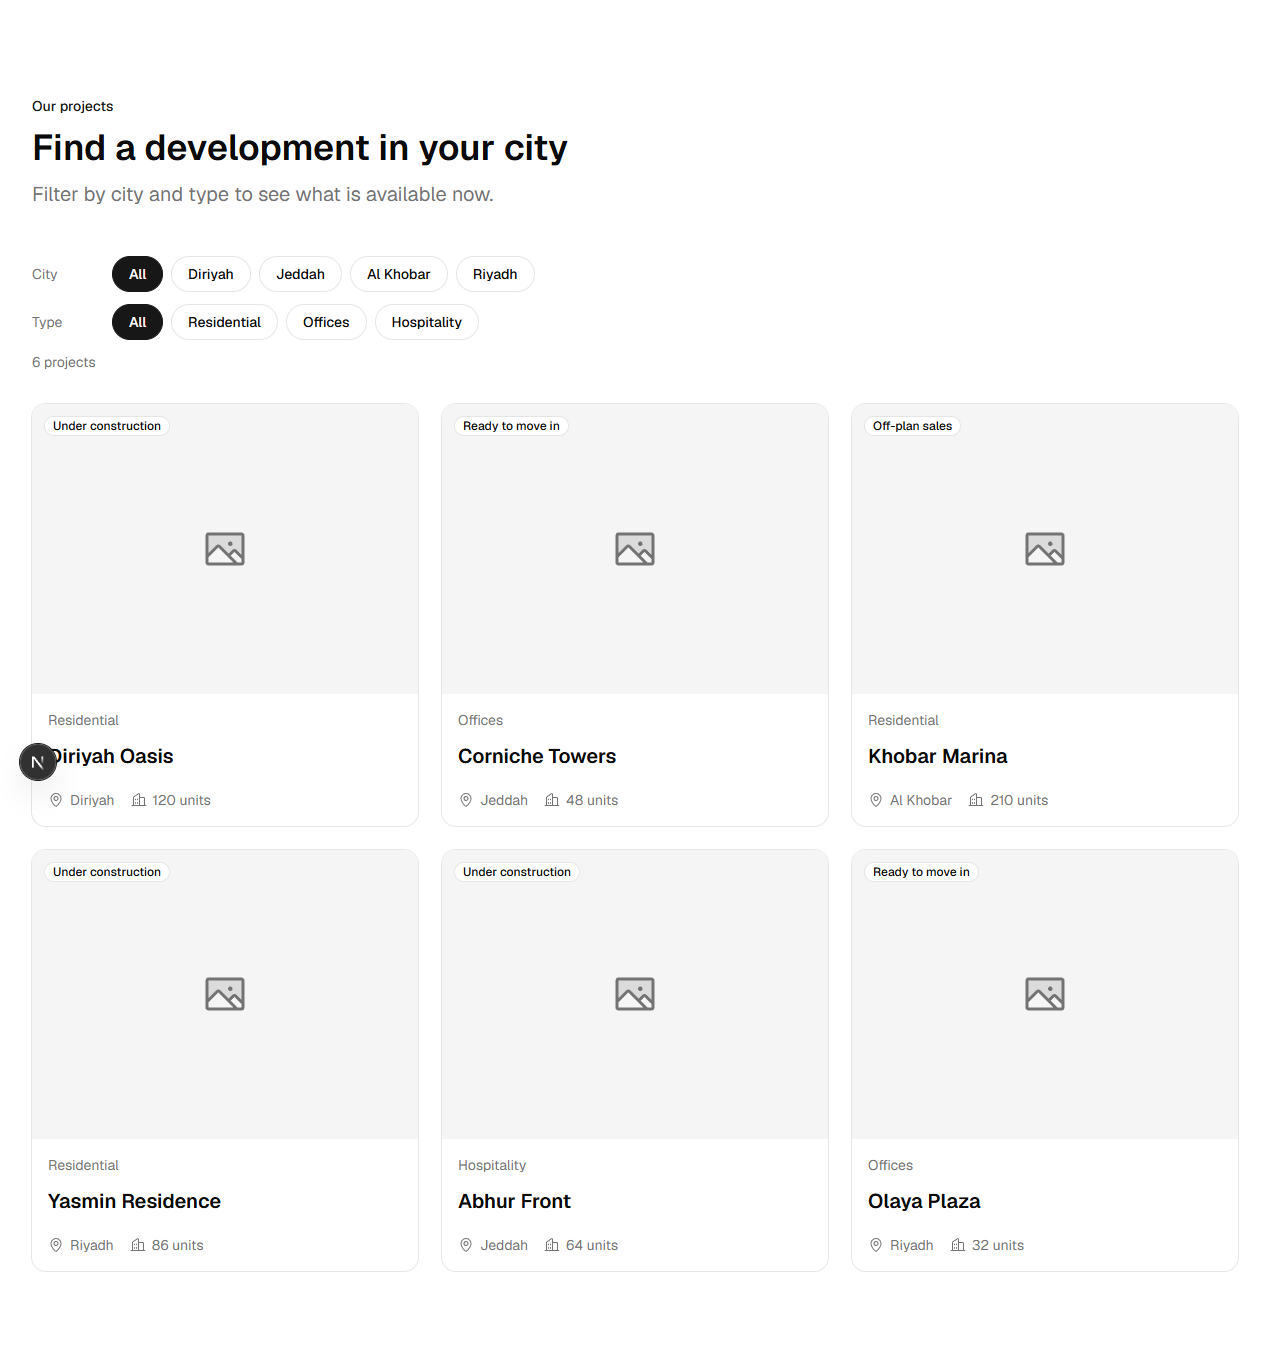 Our projects
Find a development in your city
Filter by city and type to see what is available now.
City All Diriyah Jeddah Al Khobar Riyadh
Type All Residential Offices Hospitality
6 projects
Under construction
Residential
Diriyah Oasis
Diriyah 120 units
Ready to move in
Offices
Corniche Towers
Jeddah 48 units
Off-plan sales
Residential
Khobar Marina
Al Khobar 210 units
Under construction
Residential
Yasmin Residence
Riyadh 86 units
Under construction
Hospitality
Abhur Front
Jeddah 64 units
Ready to move in
Offices
Olaya Plaza
Riyadh 32 units
N